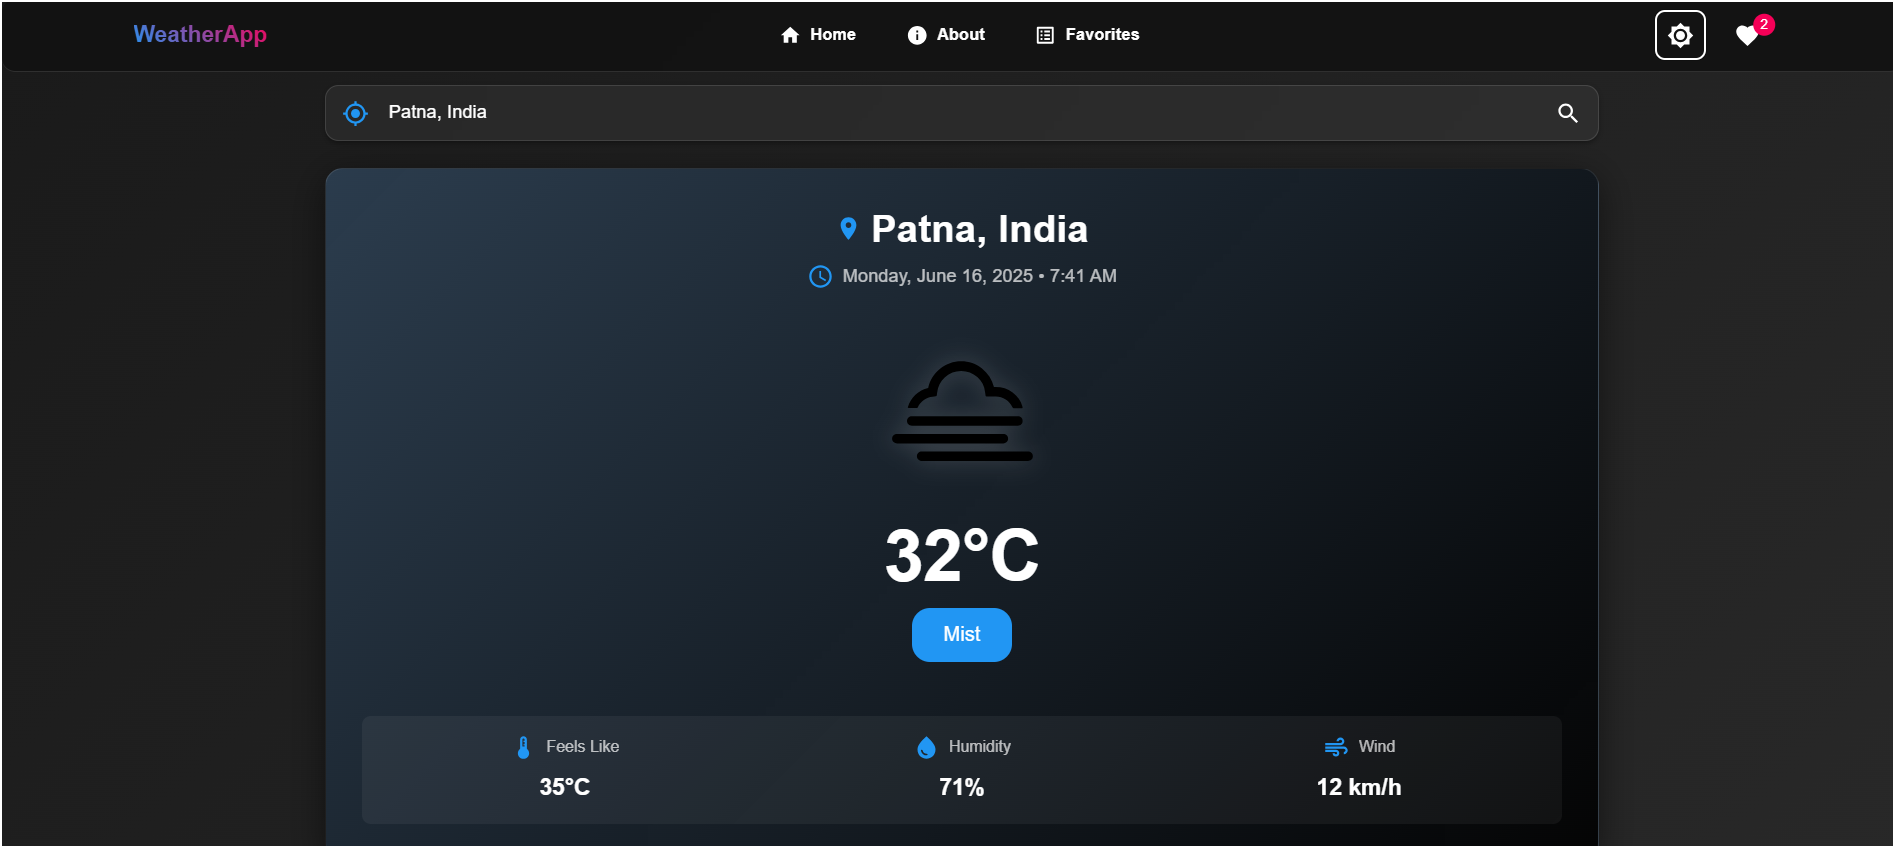 WeatherApp
Home
About
Favorites
2
Patna, India
Patna, India
Monday, June 16, 2025 • 7:41 AM
32°C
Mist
Feels Like
35°C
Humidity
71%
Wind
12 km/h